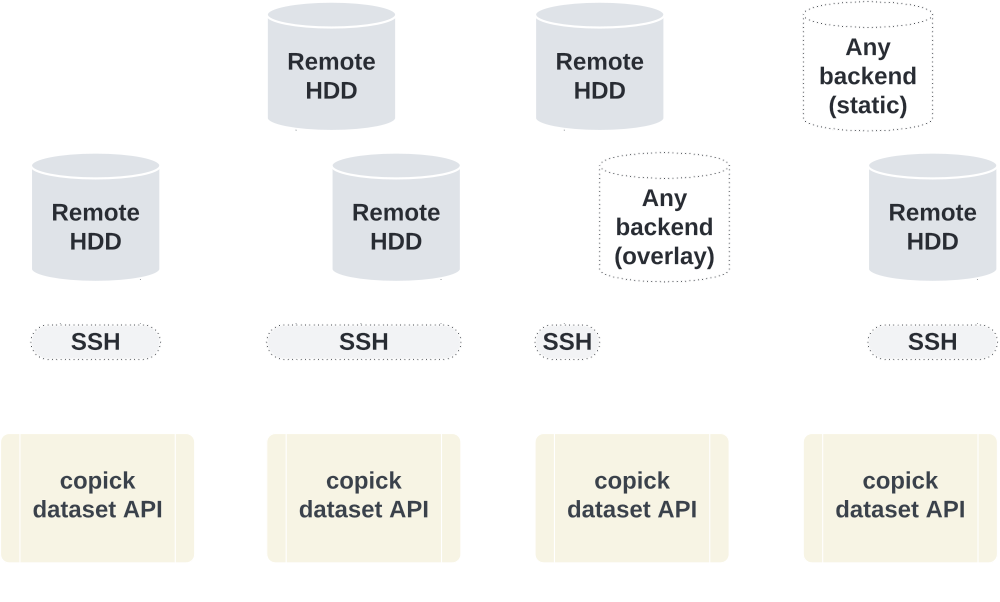 Remote
HDD
Remote
HDD
Any
backend
(static)
Remote
HDD
Remote
HDD
Any
backend
(overlay)
Remote
HDD
SSH
SSH
SSH
SSH
copick
dataset API
copick
dataset API
copick
dataset API
copick
dataset API